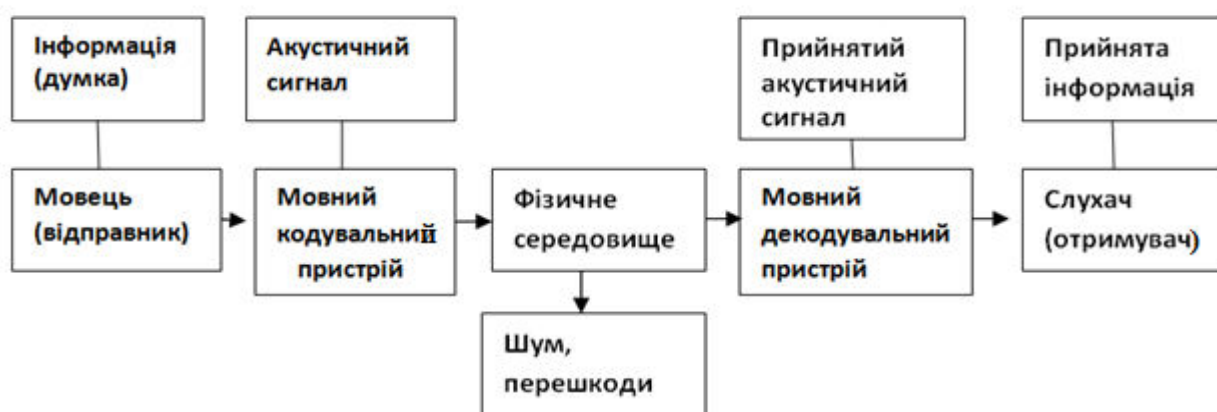 Інформація
(думка)
Акустичний
сигнал
Прийнятий
акустичний
сигнал
Прийнята
інформація
Мовець
(відправник)
Мовний
кодувальний
пристрій
Фізичне
середовище
Мовний
декодувальний
пристрій
Слухач
(отримувач)
Шум,
перешкоди